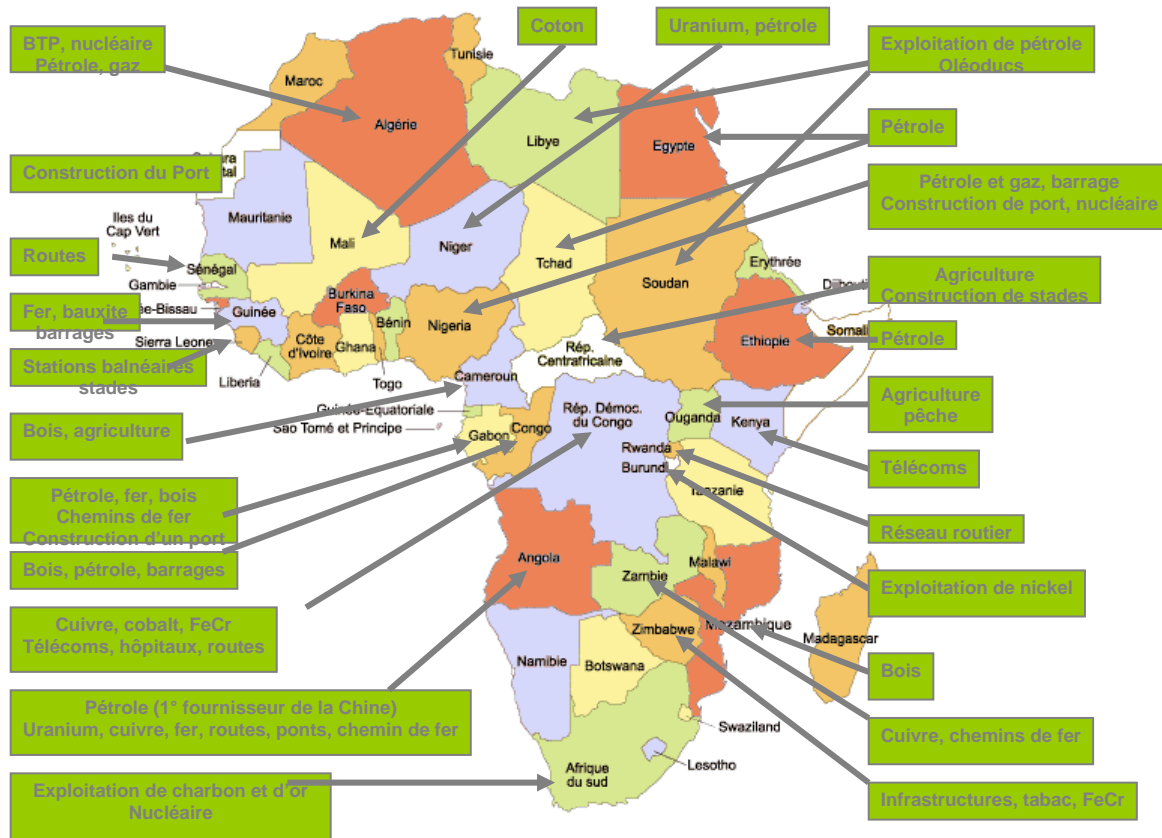 BTP, nucléaire
Pétrole, gaz
Coton
Uranium, pétrole
Exploitation de pétrole
Oléoducs
Pétrole
Pétrole et gaz, barrage
Construction de port, nucléaire
Agriculture
Construction de stades
Pétrole
Agriculture
pêche
Télécoms
Réseau routier
Exploitation de nickel
Bois
Cuivre, chemins de fer
Infrastructures, tabac, FeCr
Construction du Port
Routes
Fer, bauxite
barrages
Stations balnéaires
stades
Bois, agriculture
Pétrole, fer, bois
Chemins de fer
Construction d'un port
Bois, pétrole, barrages
Cuivre, cobalt, FeCr
Télécoms, hôpitaux, routes
Pétrole (1° fournisseur de la Chine)
Uranium, cuivre, fer, routes, ponts, chemin de fer
Exploitation de charbon et d'or
Nucléaire
Maroc
Tunisie
Algérie
Libye
Egypte
Mauritanie
Iles du
Cap Vert
Mali
Niger
Tchad
Soudan
Erythrée
Sénégal
Gambie
Guinée
Sierra Leone
Liberia
Côte
d'Ivoire
Burkina
Faso
Ghana
Togo
Bénin
Nigeria
Cameroun
Rép.
Centrafricaine
Ethiopie
Guinée-Equatoriale
Sao Tomé et Principe
Gabon
Congo
Rép. Démoc.
du Congo
Ouganda
Kenya
Rwanda
Burundi
Tanzanie
Angola
Zambie
Malawi
Mozambique
Zimbabwe
Madagascar
Namibie
Botswana
Swaziland
Lesotho
Afrique
du sud